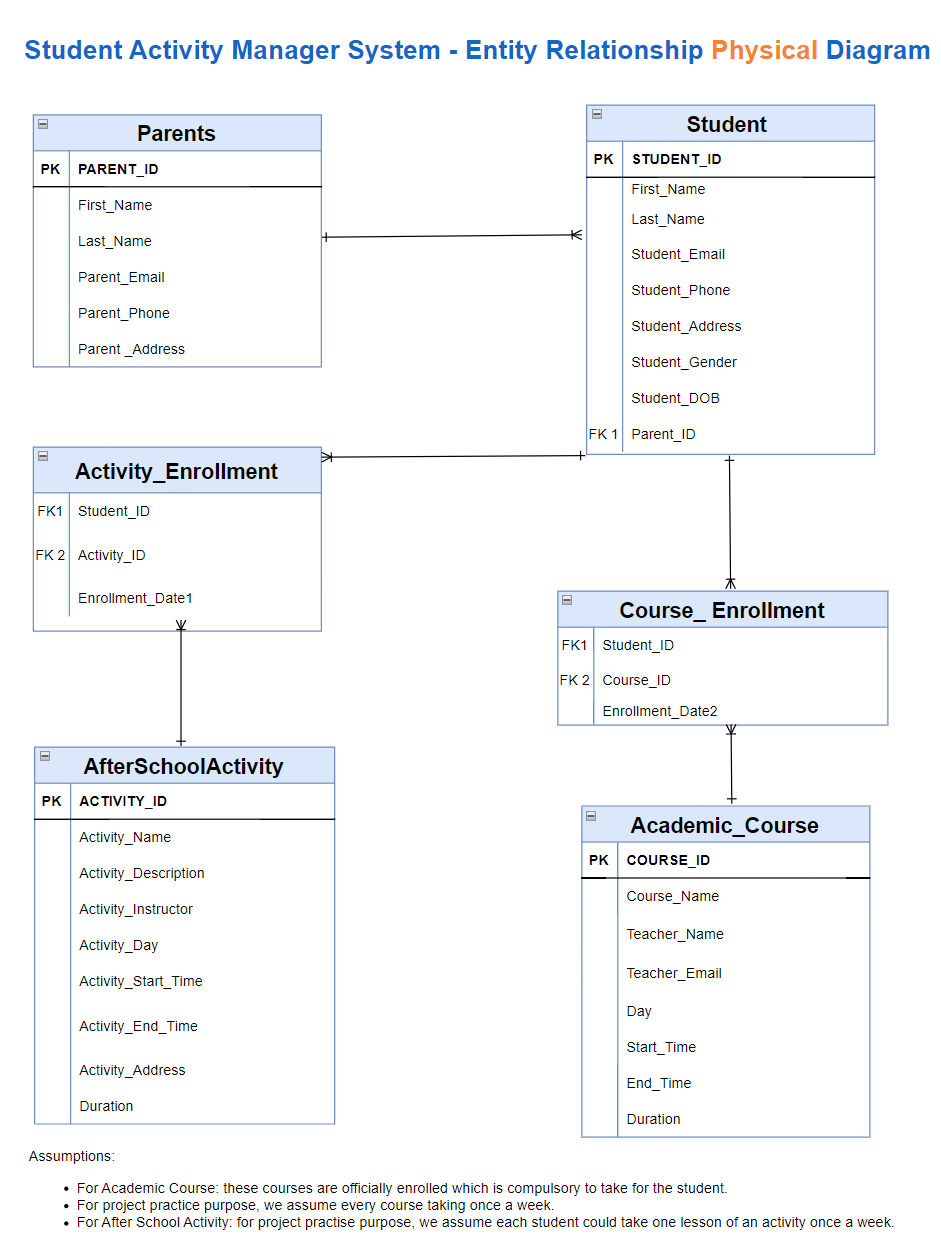 Student Activity Manager System - Entity Relationship Physical Diagram
Parents
PK PARENT_ID
First_Name
Last_Name
Parent_Email
Parent_Phone
Parent _Address
Student
PK STUDENT_ID
First_Name
Last_Name
Student_Email
Student_Phone
Student_Address
Student_Gender
Student_DOB
FK 1 Parent_ID
Activity_Enrollment
FK1 Student_ID
FK 2 Activity_ID
Enrollment_Date1
Course_ Enrollment
FK1 Student_ID
FK 2 Course_ID
Enrollment_Date2
AfterSchoolActivity
PK ACTIVITY_ID
Activity_Name
Activity_Description
Activity_Instructor
Activity_Day
Activity_Start_Time
Activity_End_Time
Activity_Address
Duration
Academic_Course
PK COURSE_ID
Course_Name
Teacher_Name
Teacher_Email
Day
Start_Time
End_Time
Duration
Assumptions:
• For Academic Course: these courses are officially enrolled which is compulsory to take for the student.
• For project practice purpose, we assume every course taking once a week.
• For After School Activity: for project practise purpose, we assume each student could take one lesson of an activity once a week.